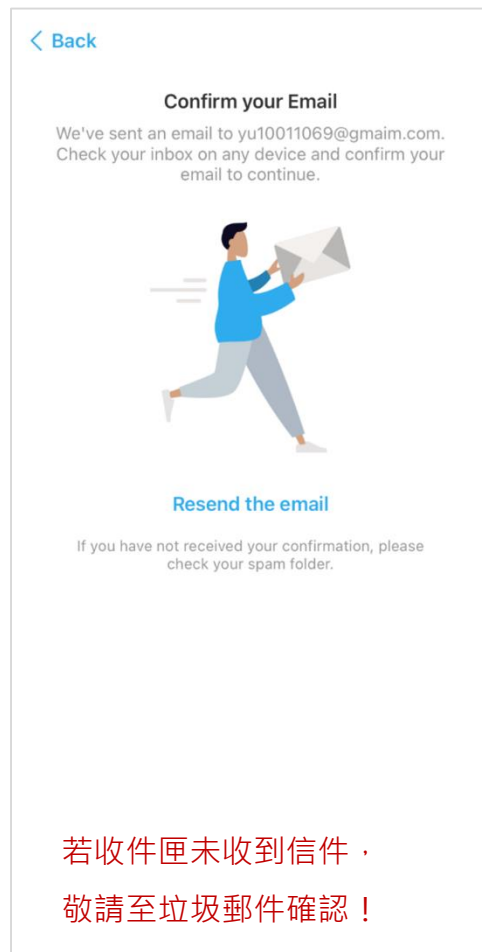 Back
Confirm your Email
We've sent an email to yu10011069@gmaim.com.
Check your inbox on any device and confirm your
email to continue.
Resend the email
If you have not received your confirmation, please
check your spam folder.
若收件匣未收到信件，
敬請至垃圾郵件確認！